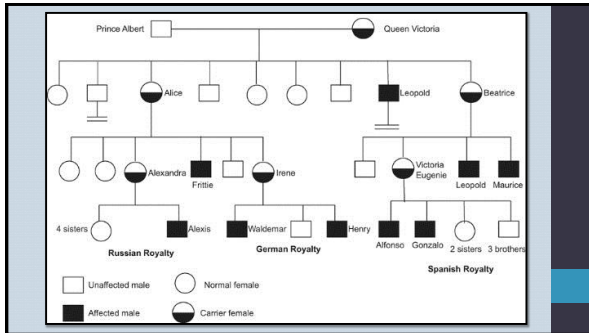 Prince Albert
Queen Victoria
Alice
Leopold
Beatrice
Alexandra
Frittie
Irene
Victoria
Eugenie
Leopold
Maurice
4 sisters
Alexis
Waldemar
Henry
Alfonso
Gonzalo
2 sisters
3 brothers
Russian Royalty
German Royalty
Spanish Royalty
Unaffected male
Normal female
Affected male
Carrier female